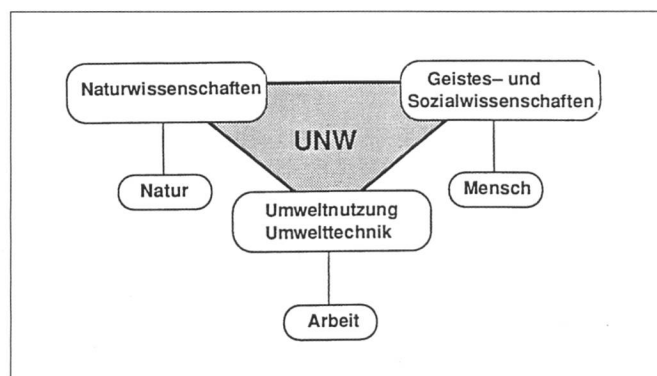 Naturwissenschaften
Geistes– und
Sozialwissenschaften
UNW
Natur
Mensch
Umweltnutzung
Umwelttechnik
Arbeit